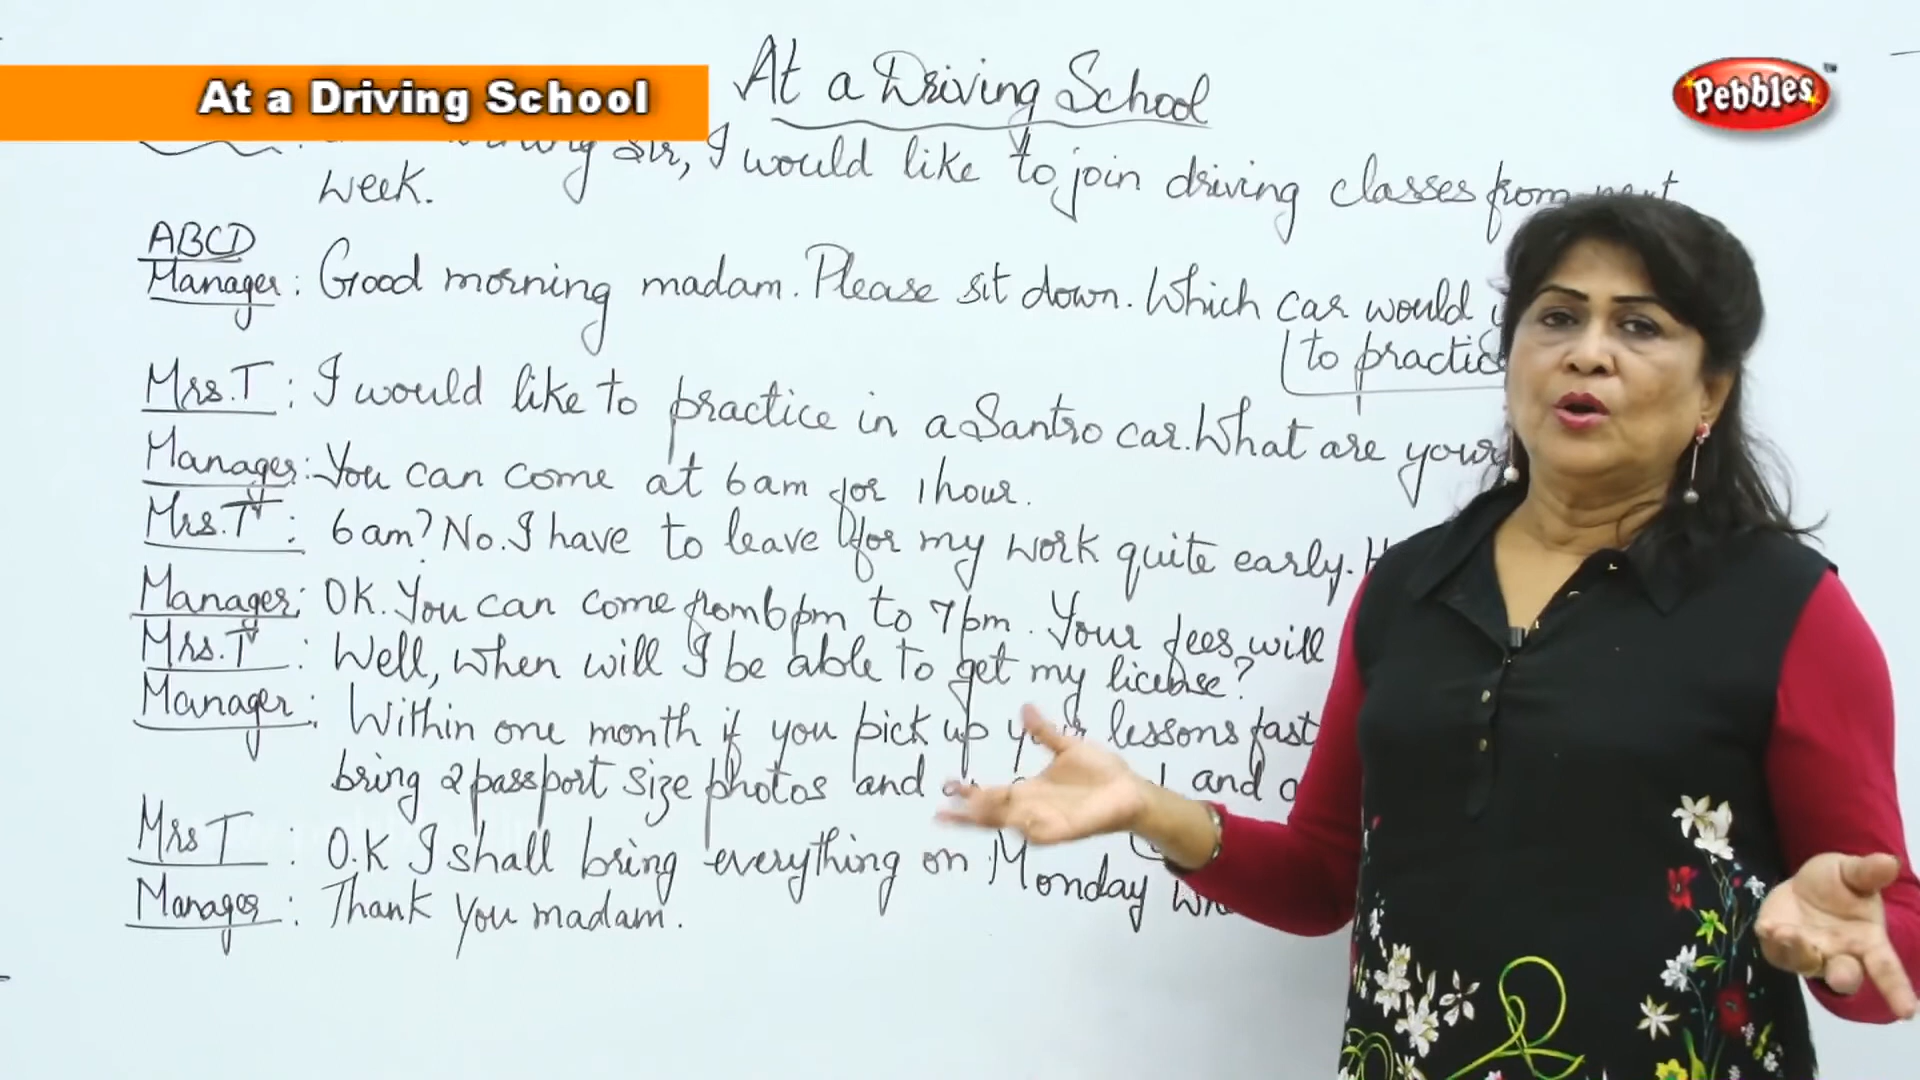 At a Driving School
At a Driving School
Pebbles
TM
Sir, I would like to join driving classes from next
week.
ABCD
Manager: Good morning madam. Please sit down. Which car would
to practice
Mrs. T : I would like to practice in a Santro car. What are your
Manager: You can come at 6am for 1 hour.
Mrs. T : 6am? No. I have to leave for my work quite early.
Manager: OK. You can come from 6pm to 7pm. Your fees will
Mrs. T : Well, when will I be able to get my license?
Manager : Within one month if you pick up your lessons fast
bring 2 passport size photos and and
Mrs T : O.K I shall bring everything on Monday
Manager : Thank you madam.